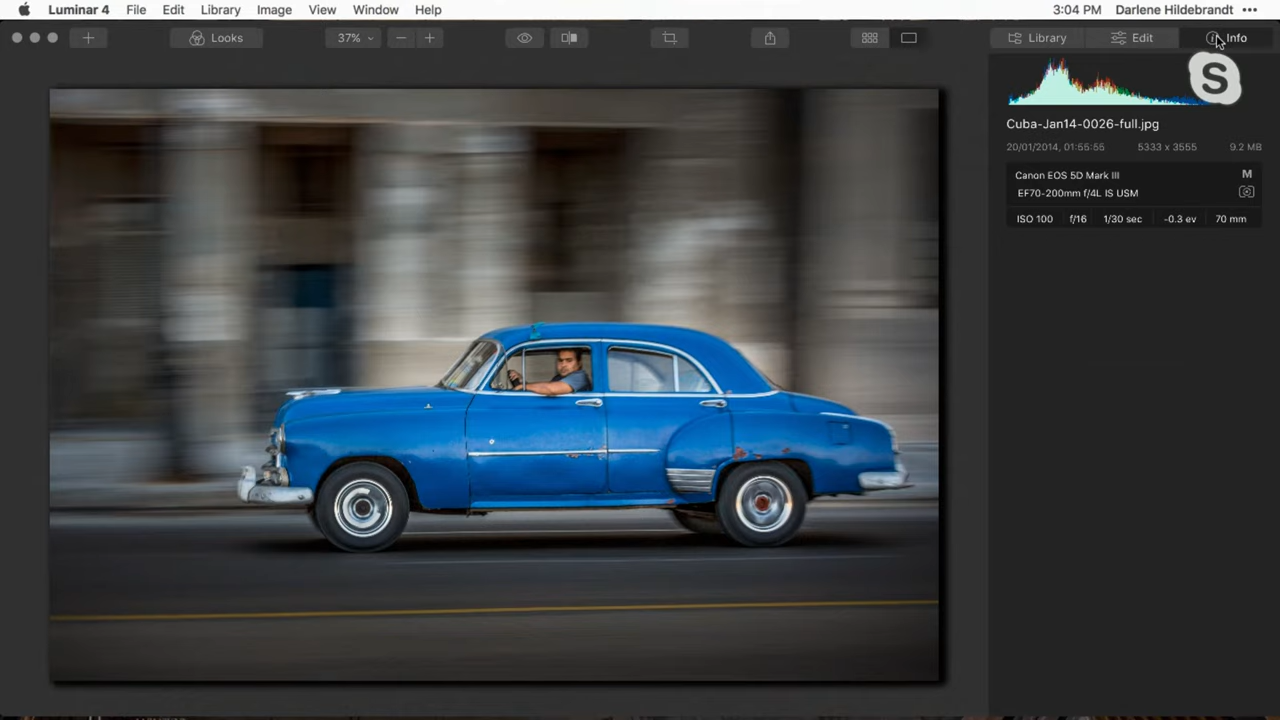 Luminar 4 File Edit Library Image View Window Help 3:04 PM Darlene Hildebrandt
Looks 37% Library Edit Info
S
Cuba-Jan14-0026-full.jpg
20/01/2014, 01:55:55 5333 x 3555 9.2 MB
Canon EOS 5D Mark III M
EF70-200mm f/4L IS USM
ISO 100 f/16 1/30 sec -0.3 ev 70 mm